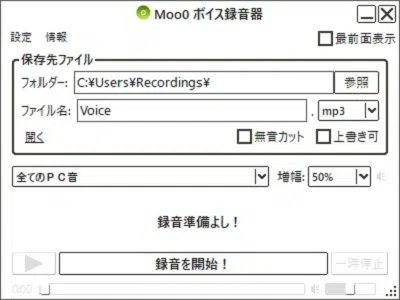 Moo0 ボイス録音器
設定 情報 最前面表示
保存先ファイル
フォルダー: C:¥Users¥Recordings¥ 参照
ファイル名: Voice . mp3
開く 無音カット 上書き可
全てのＰＣ音 増幅: 50%
録音準備よし！
録音を開始！ 一時停止
0:00